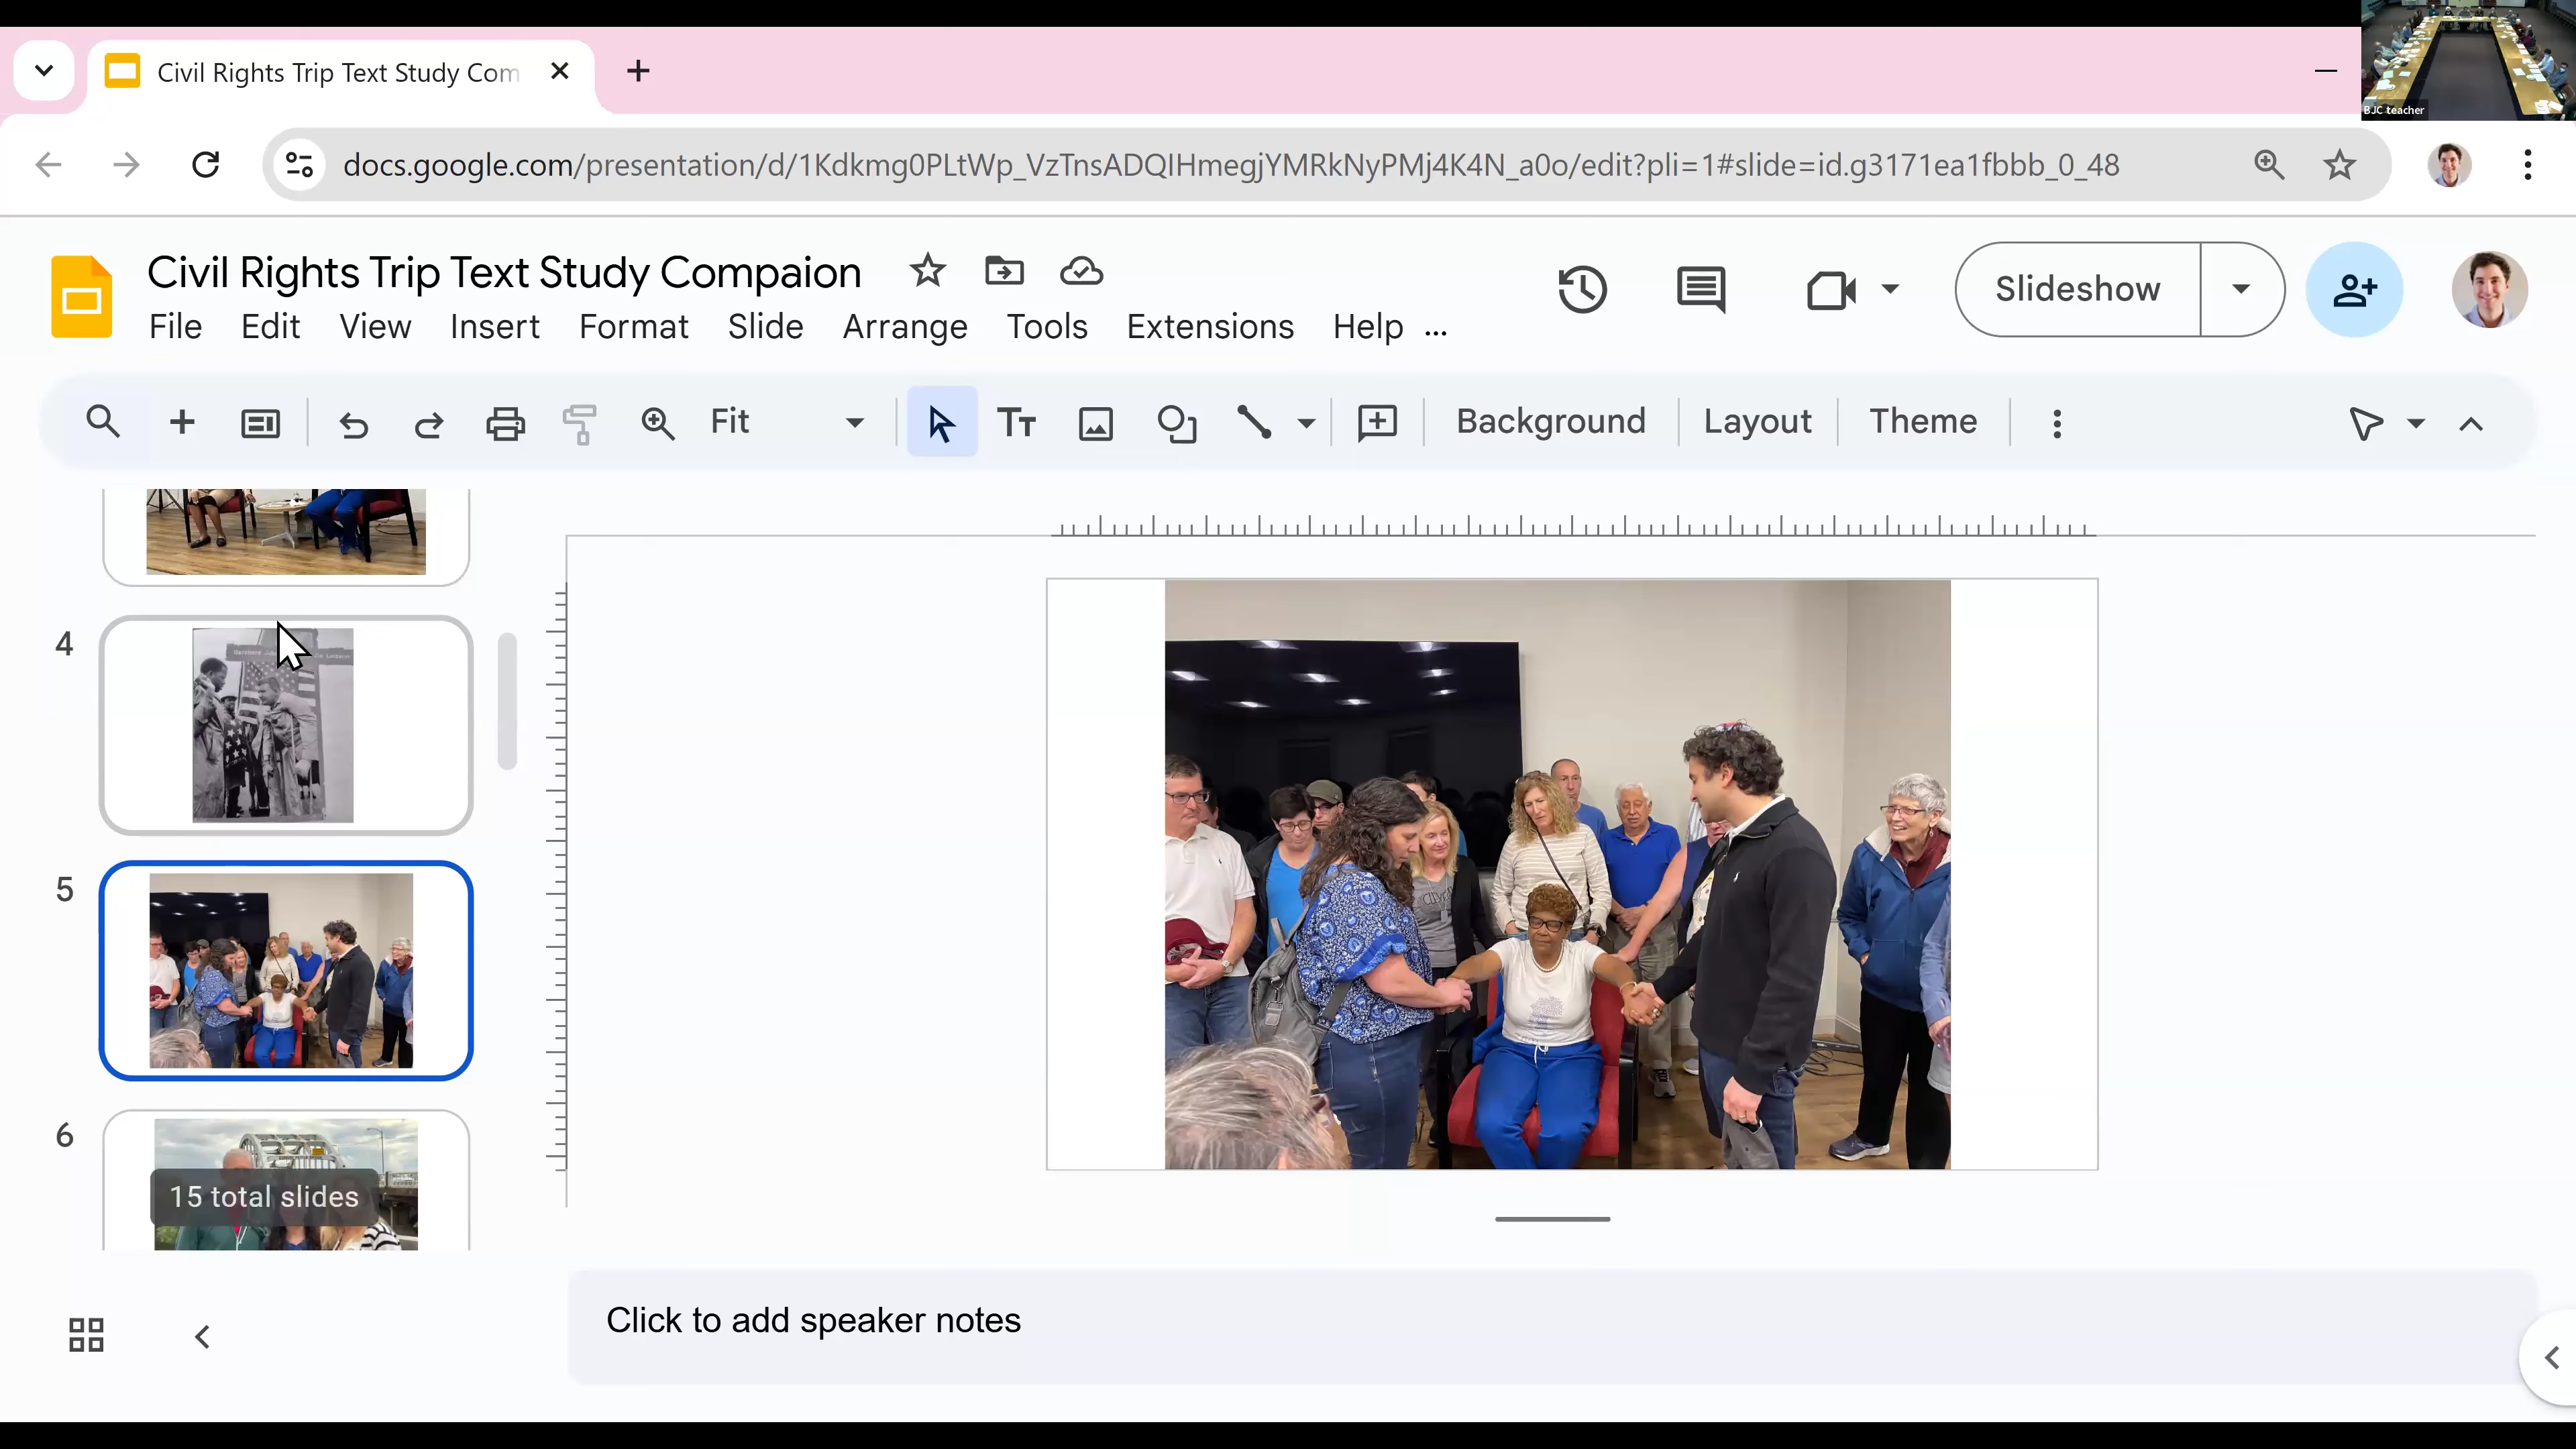 Civil Rights Trip Text Study Com
BJC teacher
docs.google.com/presentation/d/1Kdkmg0PLtWp_VzTnsADQIHmegjYMRkNyPMj4K4N_a0o/edit?pli=1#slide=id.g3171ea1fbbb_0_48
Civil Rights Trip Text Study Compaion
File Edit View Insert Format Slide Arrange Tools Extensions Help ...
Slideshow
Fit
Background Layout Theme
4
5
6
15 total slides
Click to add speaker notes